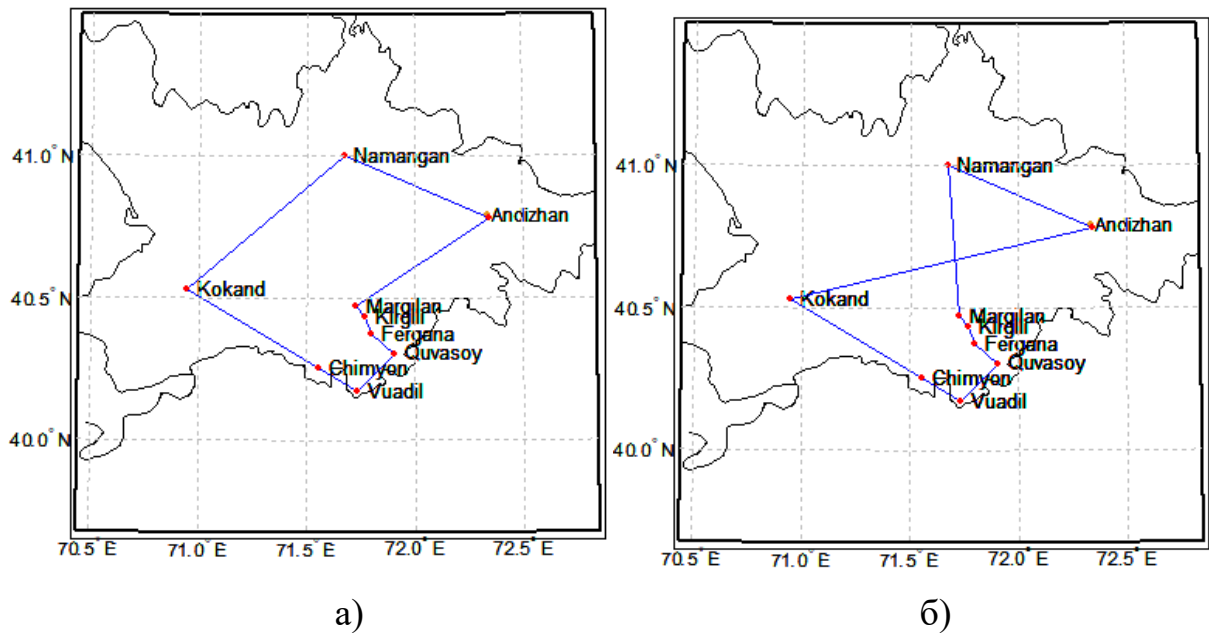 41.0° N
40.5° N
40.0° N
Namangan
Andizhan
Kokand
Margilan
Kirgili
Fergana
Quvasoy
Chimyon
Vuadil
70.5° E
71.0° E
71.5° E
72.0° E
72.5° E
а)
41.0° N
40.5° N
40.0° N
Namangan
Andizhan
Kokand
Margilan
Kirgili
Fergana
Quvasoy
Chimyon
Vuadil
70.5° E
71.0° E
71.5° E
72.0° E
72.5° E
б)